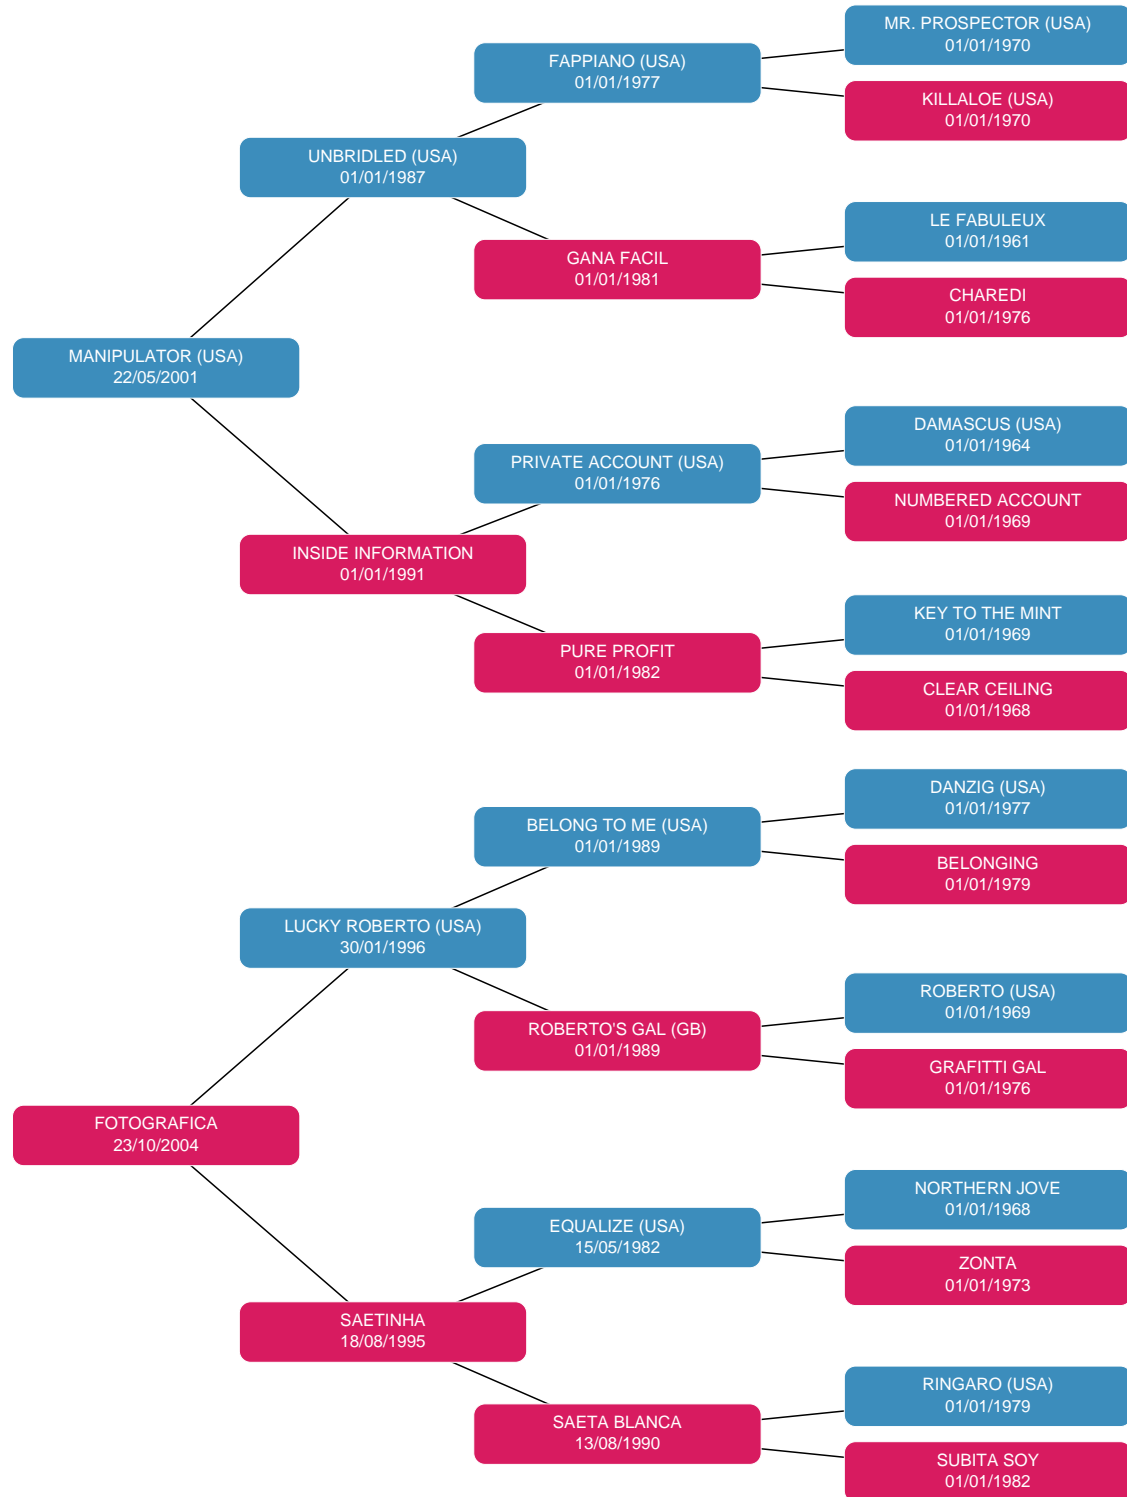 MR. PROSPECTOR (USA)
01/01/1970
FAPPIANO (USA)
01/01/1977
KILLALOE (USA)
01/01/1970
UNBRIDLED (USA)
01/01/1987
LE FABULEUX
01/01/1961
GANA FACIL
01/01/1981
CHAREDI
01/01/1976
MANIPULATOR (USA)
22/05/2001
DAMASCUS (USA)
01/01/1964
PRIVATE ACCOUNT (USA)
01/01/1976
NUMBERED ACCOUNT
01/01/1969
INSIDE INFORMATION
01/01/1991
KEY TO THE MINT
01/01/1969
PURE PROFIT
01/01/1982
CLEAR CEILING
01/01/1968
DANZIG (USA)
01/01/1977
BELONG TO ME (USA)
01/01/1989
BELONGING
01/01/1979
LUCKY ROBERTO (USA)
30/01/1996
ROBERTO (USA)
01/01/1969
ROBERTO'S GAL (GB)
01/01/1989
GRAFITTI GAL
01/01/1976
FOTOGRAFICA
23/10/2004
NORTHERN JOVE
01/01/1968
EQUALIZE (USA)
15/05/1982
ZONTA
01/01/1973
SAETINHA
18/08/1995
RINGARO (USA)
01/01/1979
SAETA BLANCA
13/08/1990
SUBITA SOY
01/01/1982